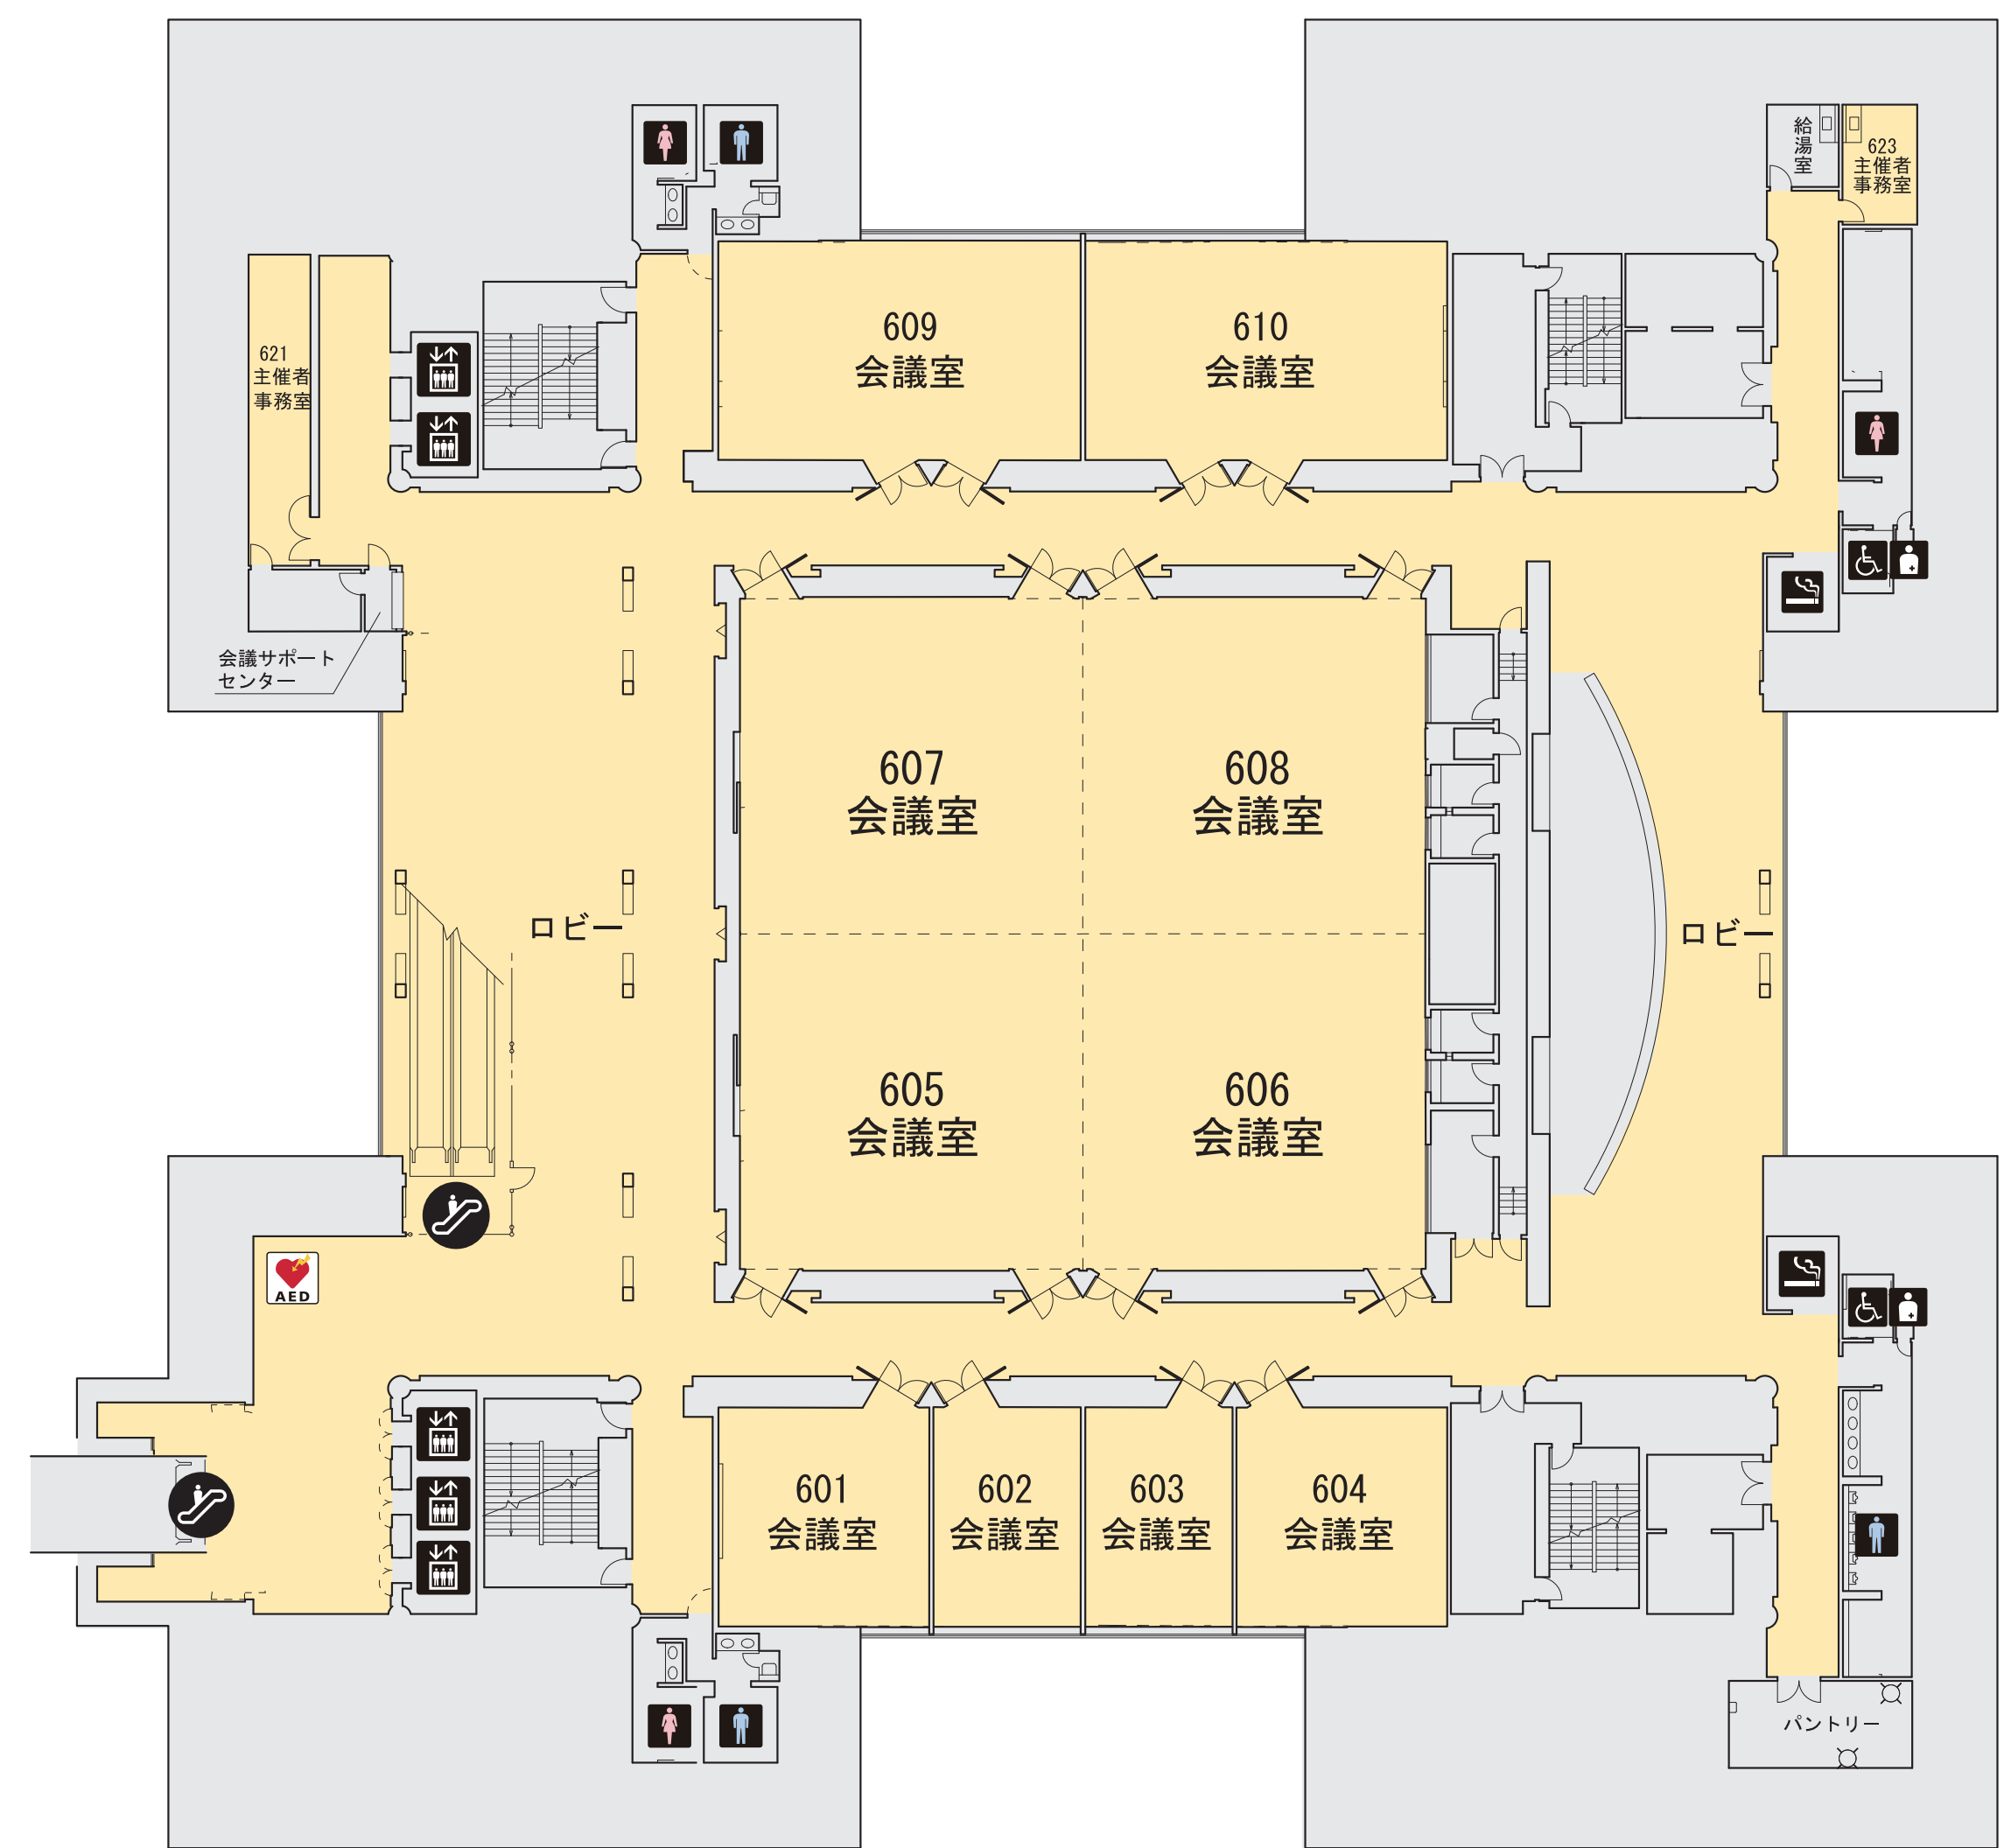 給湯室
623
主催者
事務室
609
会議室
610
会議室
621
主催者
事務室
会議サポート
センター
607
会議室
608
会議室
ロビー
ロビー
605
会議室
606
会議室
AED
601
会議室
602
会議室
603
会議室
604
会議室
パントリー